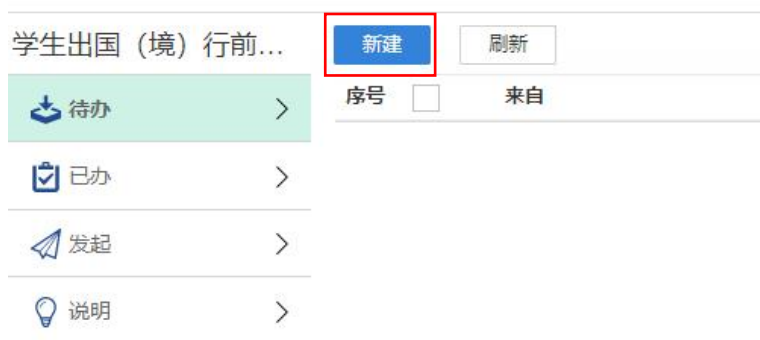 学生出国（境）行前...
新建 刷新
序号 来自
待办
已办
发起
说明